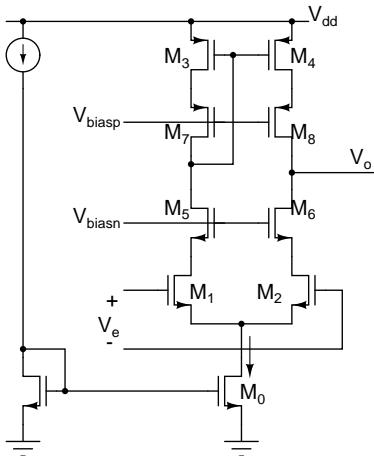 V_dd
M_3
M_4
V_biasp
M_7
M_8
V_o
V_biasn
M_5
M_6
M_1
M_2
+
V_e
-
M_0